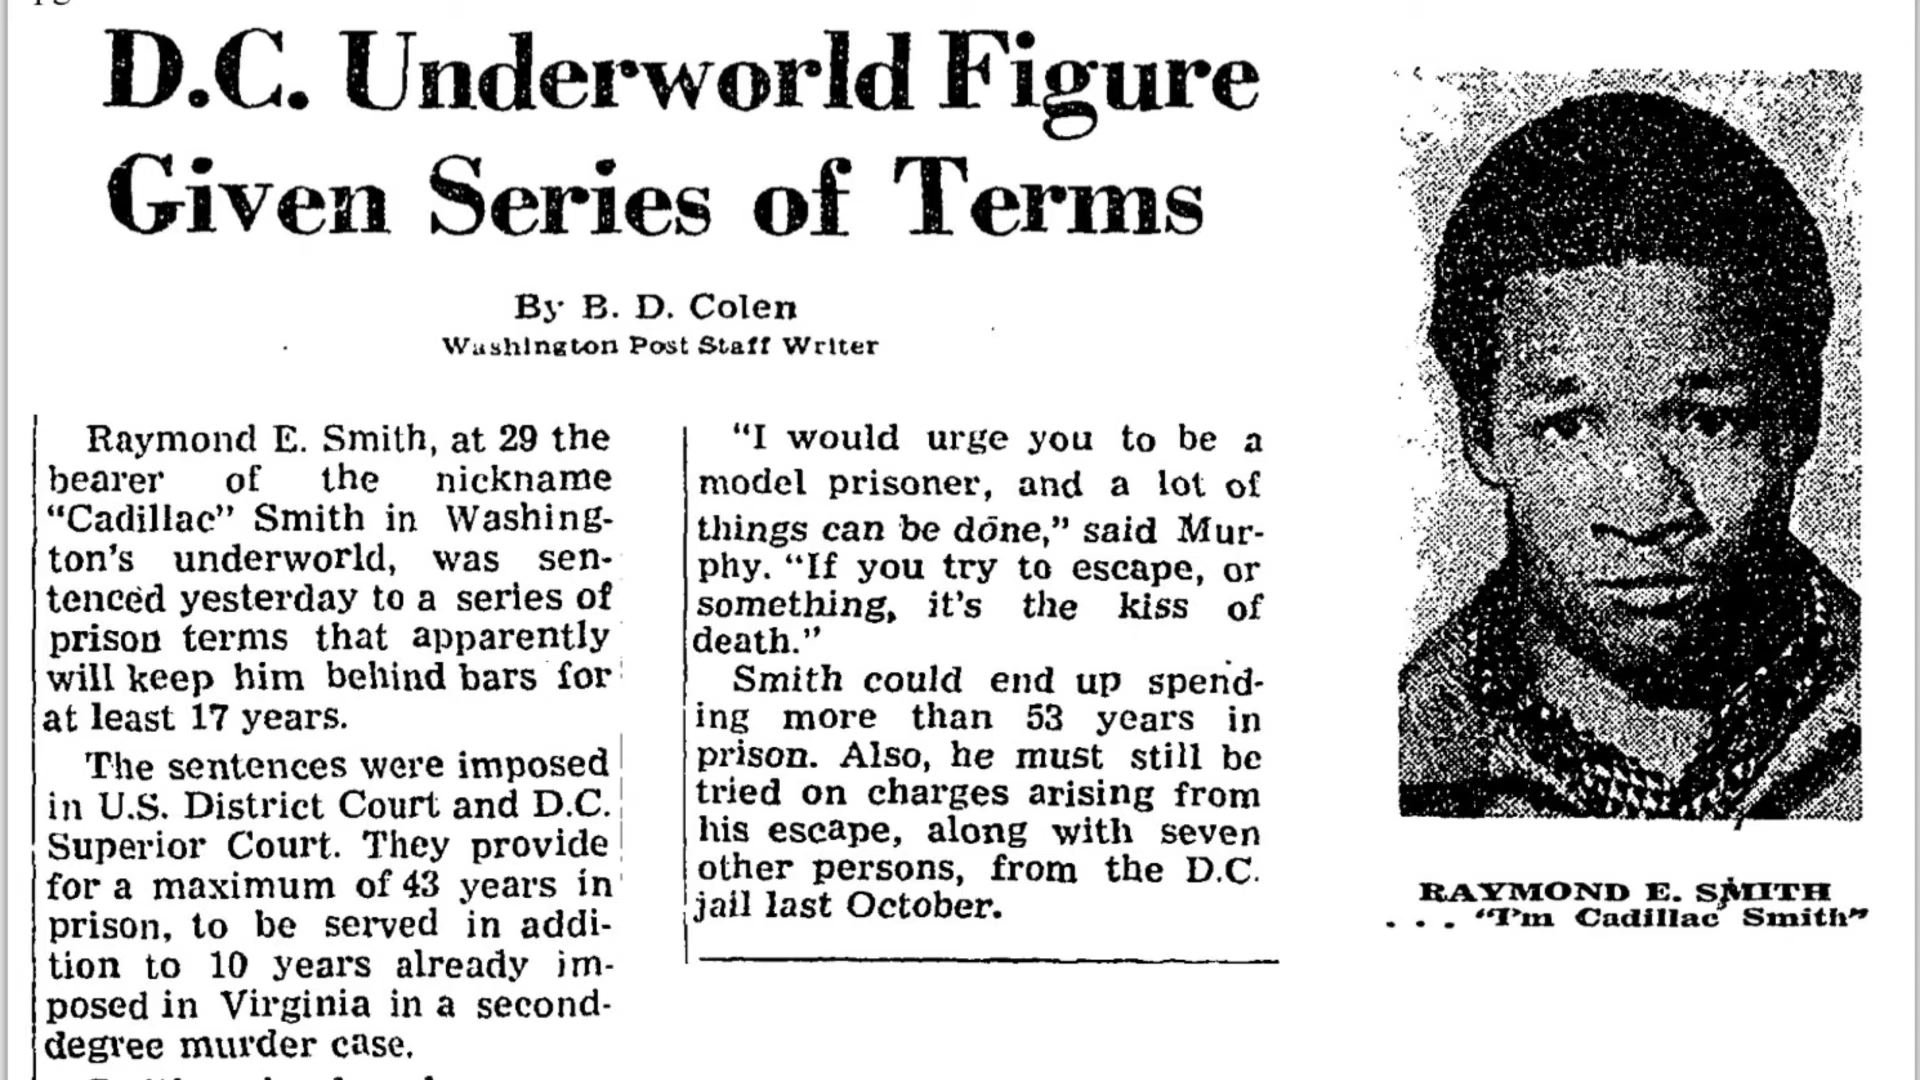 D.C. Underworld Figure
Given Series of Terms
By B. D. Colen
Washington Post Staff Writer
Raymond E. Smith, at 29 the
bearer of the nickname
“Cadillac” Smith in Washing-
ton’s underworld, was sen-
tenced yesterday to a series of
prison terms that apparently
will keep him behind bars for
at least 17 years.
The sentences were imposed
in U.S. District Court and D.C.
Superior Court. They provide
for a maximum of 43 years in
prison, to be served in addi-
tion to 10 years already im-
posed in Virginia in a second-
degree murder case.
“I would urge you to be a
model prisoner, and a lot of
things can be done,” said Mur-
phy. “If you try to escape, or
something, it’s the kiss of
death.”
Smith could end up spend-
ing more than 53 years in
prison. Also, he must still be
tried on charges arising from
his escape, along with seven
other persons, from the D.C.
jail last October.
RAYMOND E. SMITH
. . . “I’m Cadillac Smith”